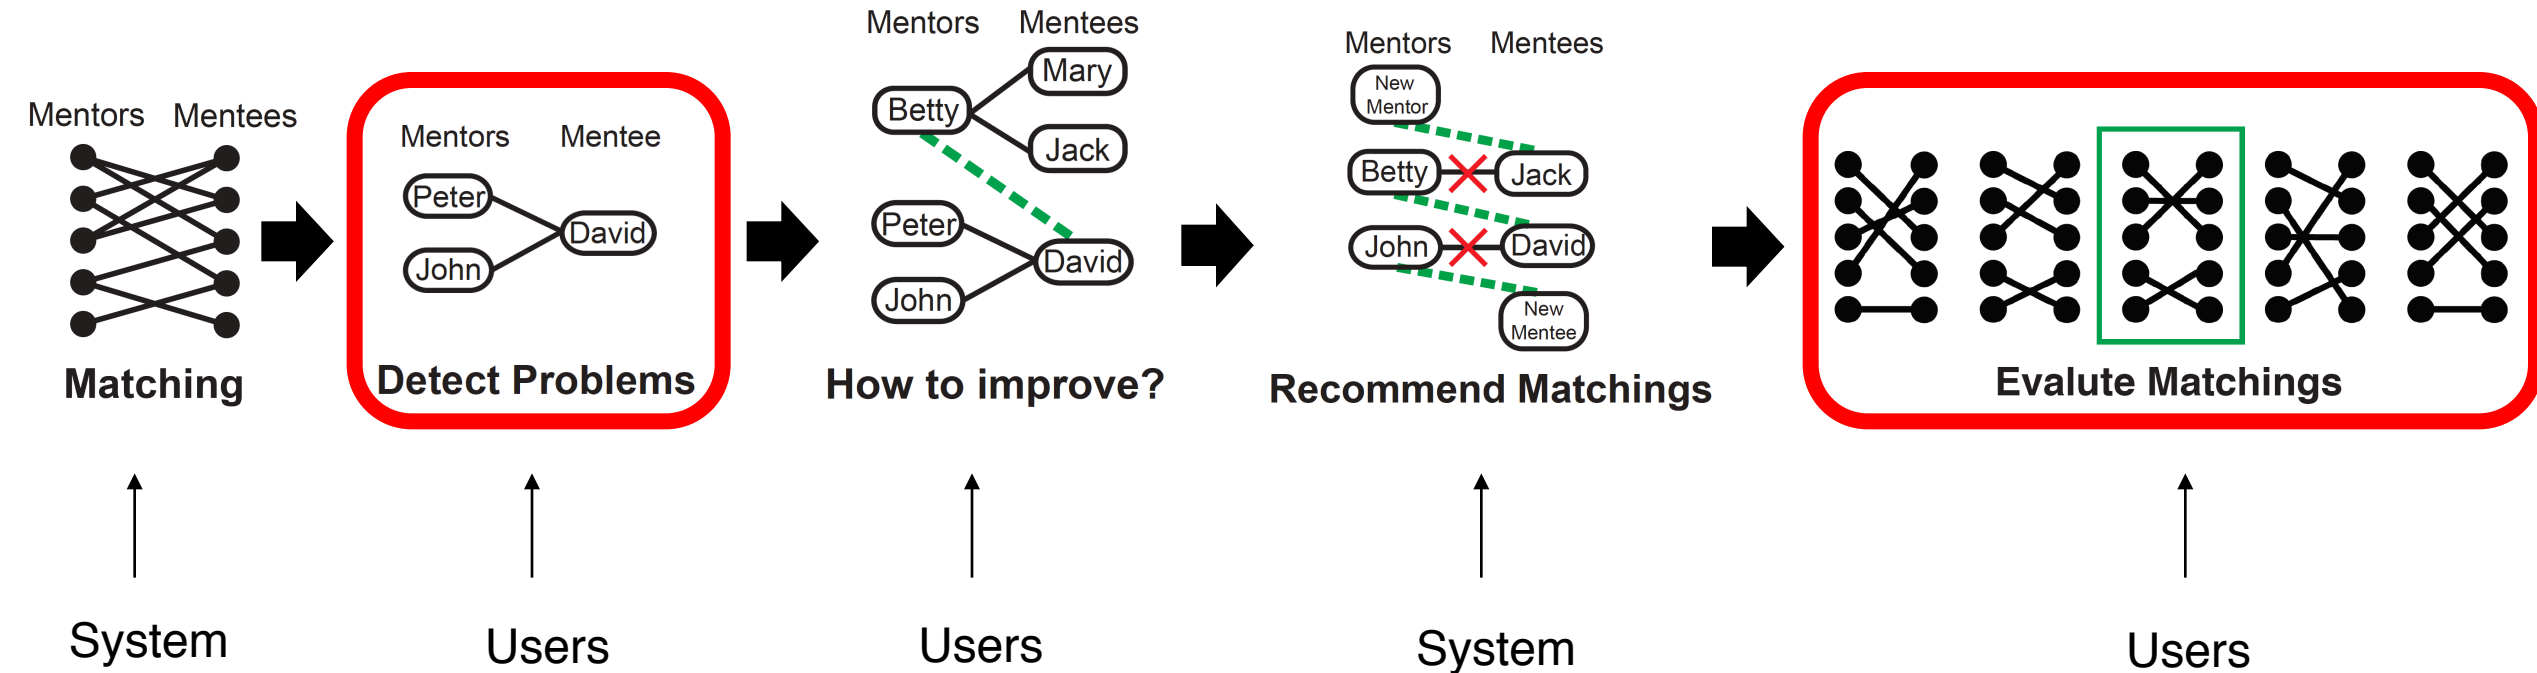 Mentors Mentees
Matching
System
Mentors Mentee
Peter
John
David
Detect Problems
Users
Mentors Mentees
Betty
Mary
Jack
Peter
John
David
How to improve?
Users
Mentors Mentees
New
Mentor
Betty
Jack
John
David
New
Mentee
Recommend Matchings
System
Evalute Matchings
Users